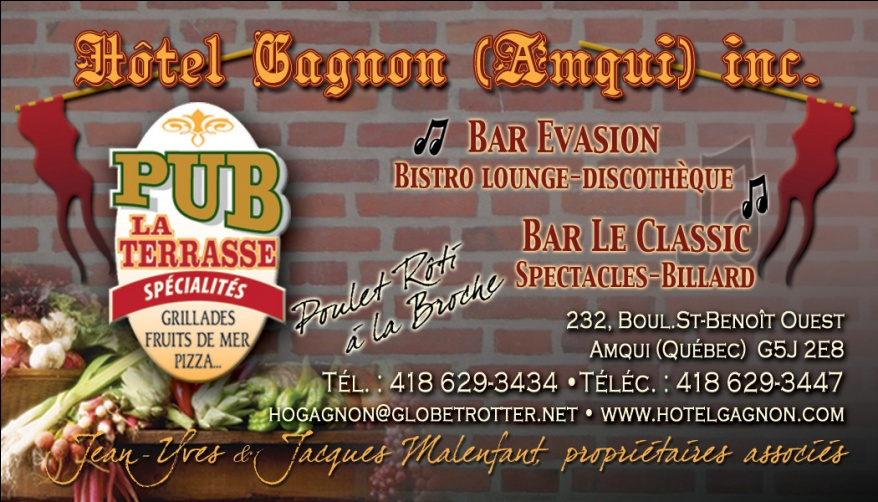 Hôtel Gagnon (Amqui) inc.
PUB
LA
TERRASSE
SPÉCIALITÉS
GRILLADES
FRUITS DE MER
PIZZA...
BAR EVASION
BISTRO LOUNGE-DISCOTHÈQUE
BAR LE CLASSIC
SPECTACLES-BILLARD
Poulet Rôti
à la Broche
232, BOUL.ST-BENOÎT OUEST
AMQUI (QUÉBEC) G5J 2E8
TÉL. : 418 629-3434 • TÉLÉC. : 418 629-3447
HOGAGNON@GLOBETROTTER.NET • WWW.HOTELGAGNON.COM
Jean-Yves & Jacques Malenfant, propriétaires associés